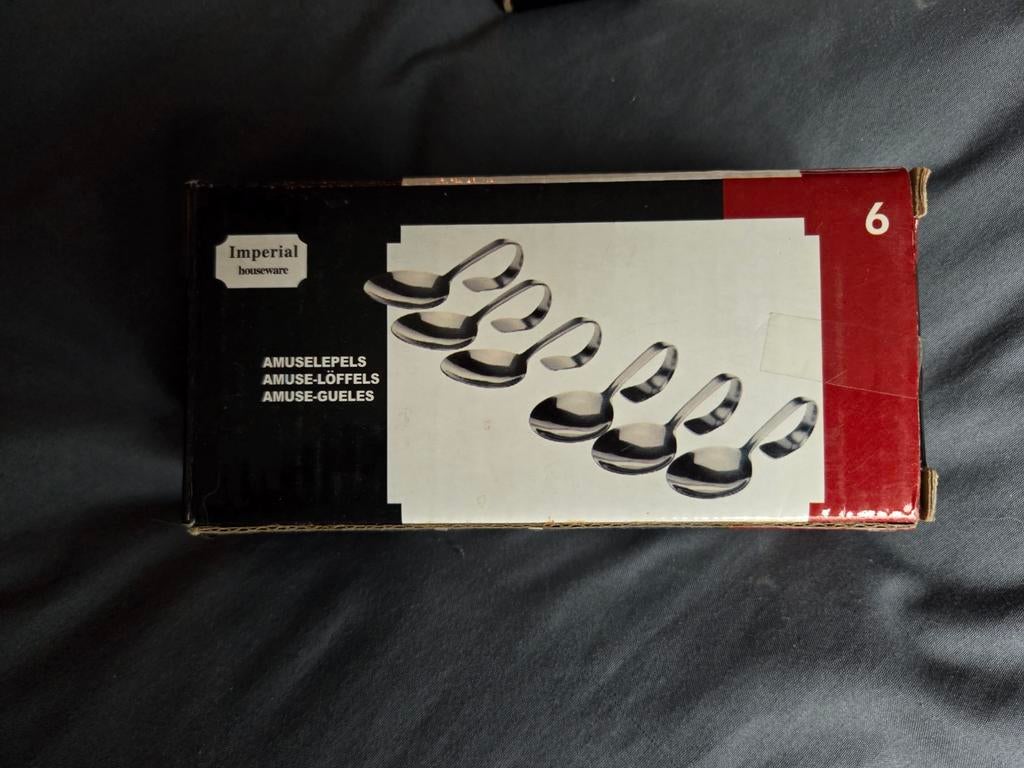 6
Imperial
houseware
AMUSELEPELS
AMUSE-LÖFFELS
AMUSE-GUELES